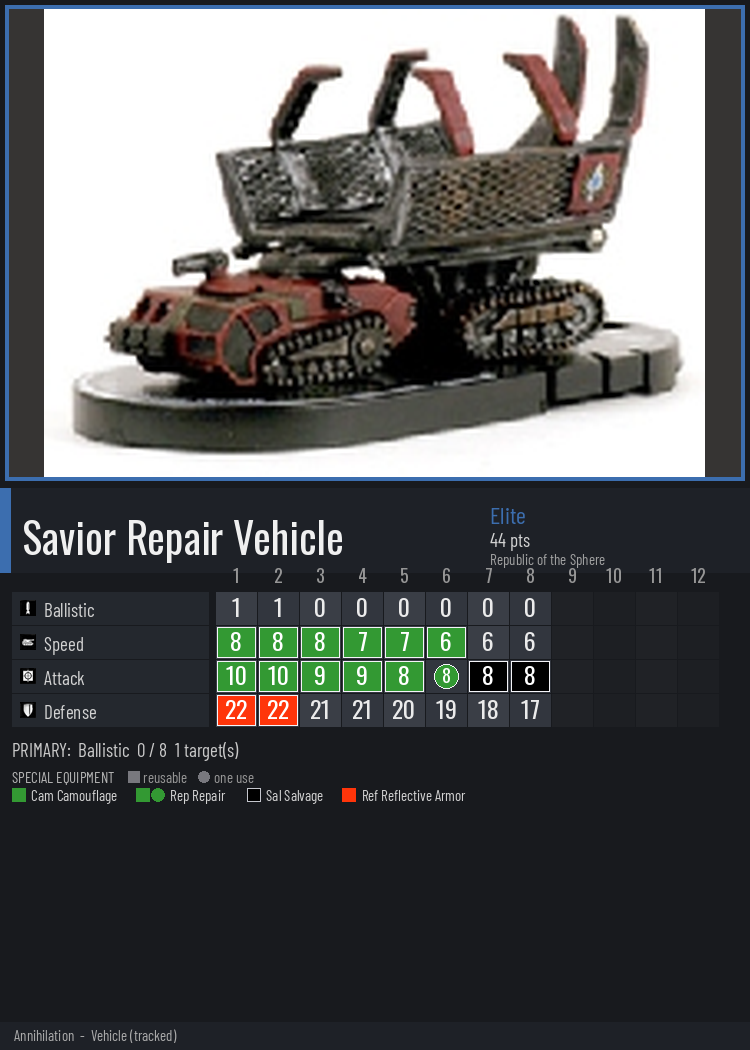 Savior Repair Vehicle
Elite
44 pts
Republic of the Sphere
1 2 3 4 5 6 7 8 9 10 11 12
Ballistic 1 1 0 0 0 0 0 0
Speed 8 8 8 7 7 6 6 6
Attack 10 10 9 9 8 8 8 8
Defense 22 22 21 21 20 19 18 17
PRIMARY: Ballistic 0 / 8 1 target(s)
SPECIAL EQUIPMENT reusable one use
Cam Camouflage Rep Repair Sal Salvage Ref Reflective Armor
Annihilation - Vehicle (tracked)